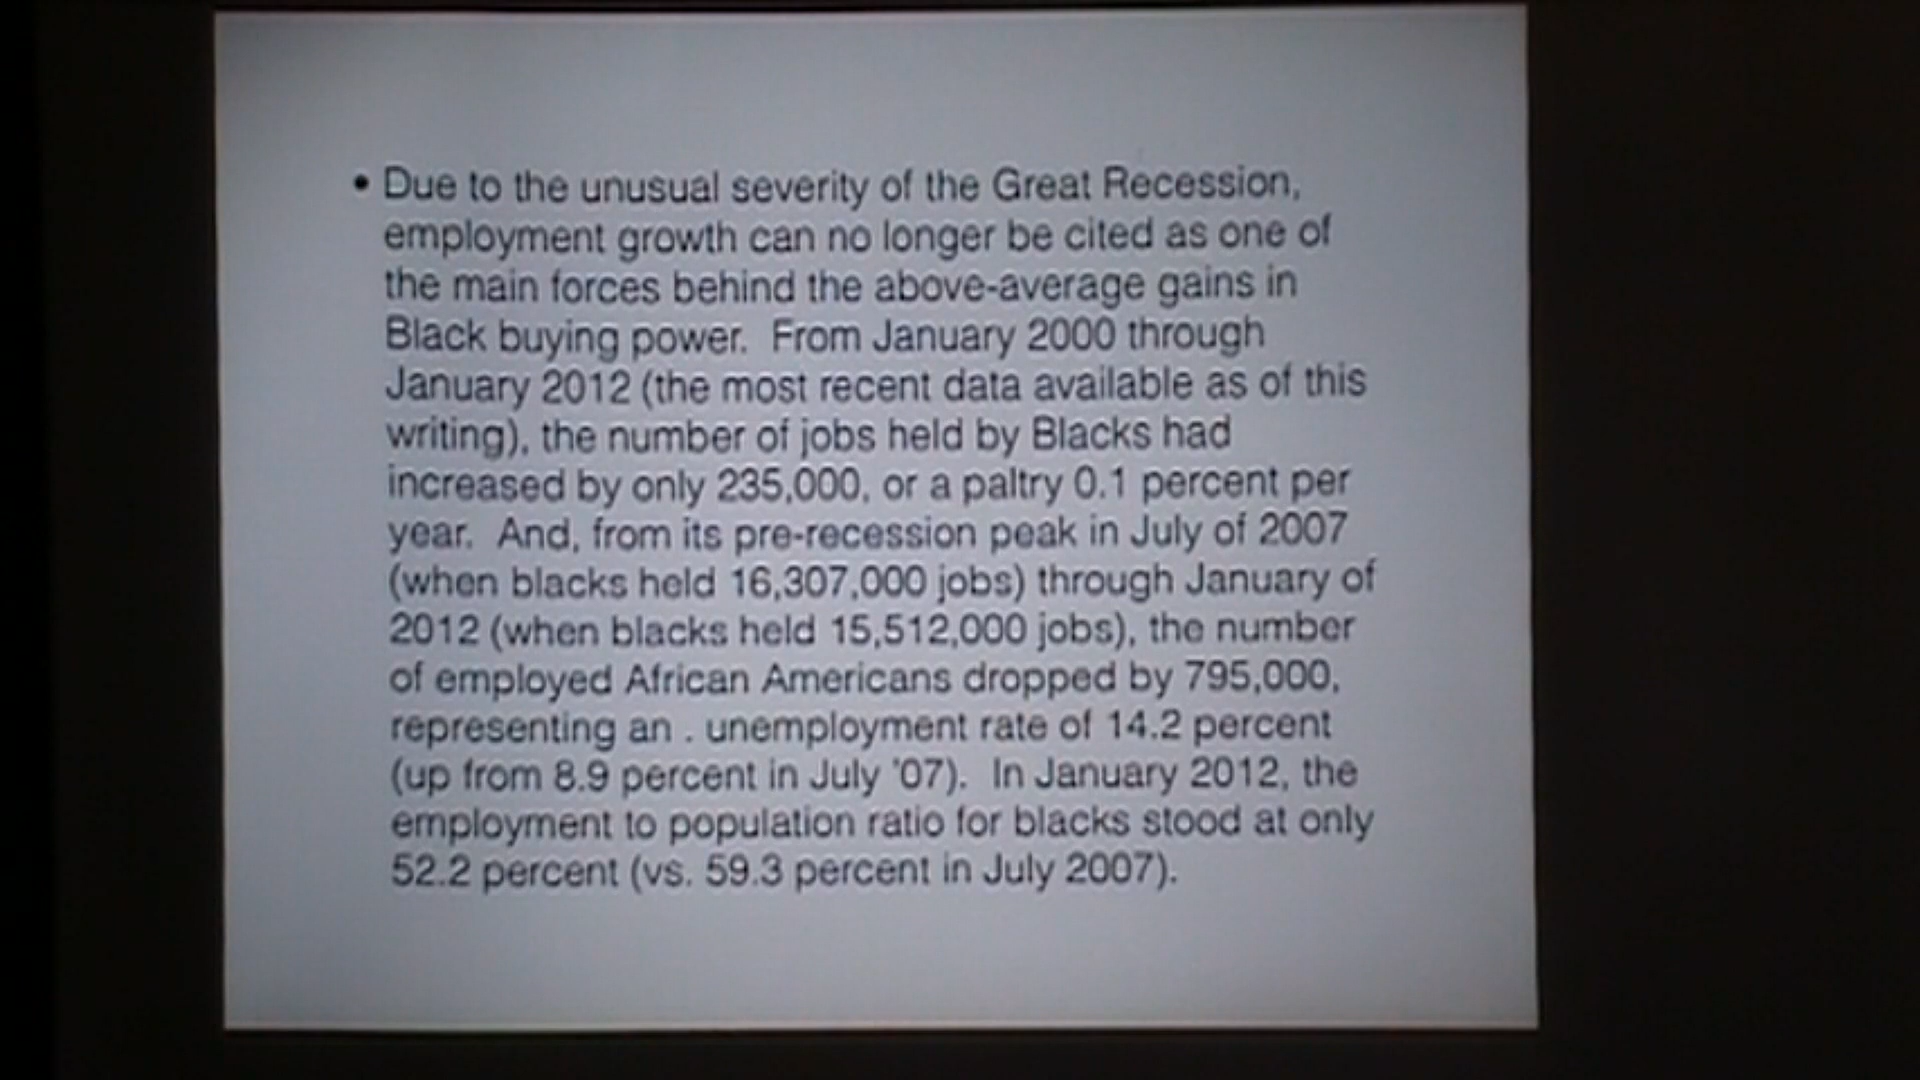 • Due to the unusual severity of the Great Recession,
employment growth can no longer be cited as one of
the main forces behind the above-average gains in
Black buying power.  From January 2000 through
January 2012 (the most recent data available as of this
writing), the number of jobs held by Blacks had
increased by only 235,000, or a paltry 0.1 percent per
year.  And, from its pre-recession peak in July of 2007
(when blacks held 16,307,000 jobs) through January of
2012 (when blacks held 15,512,000 jobs), the number
of employed African Americans dropped by 795,000,
representing an . unemployment rate of 14.2 percent
(up from 8.9 percent in July '07).  In January 2012, the
employment to population ratio for blacks stood at only
52.2 percent (vs. 59.3 percent in July 2007).